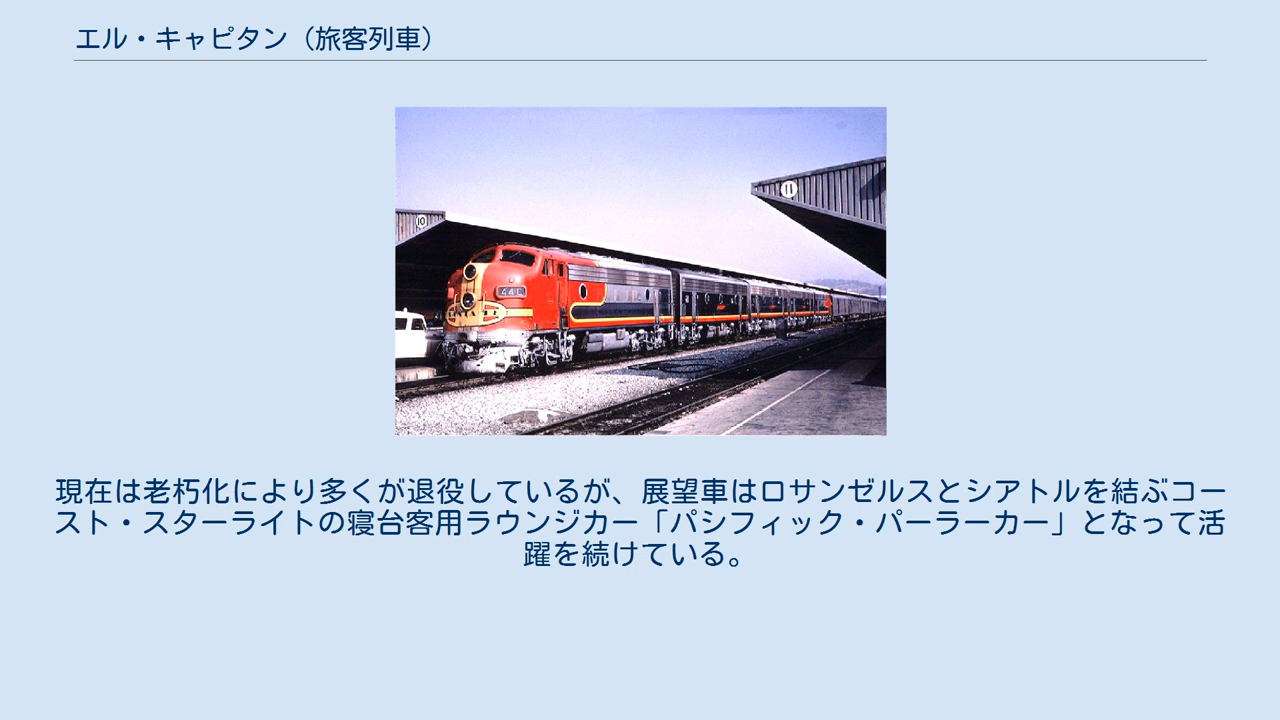 エル・キャピタン（旅客列車）
10
11
44L
現在は老朽化により多くが退役しているが、展望車はロサンゼルスとシアトルを結ぶコー
スト・スターライトの寝台客用ラウンジカー「パシフィック・パーラーカー」となって活
躍を続けている。